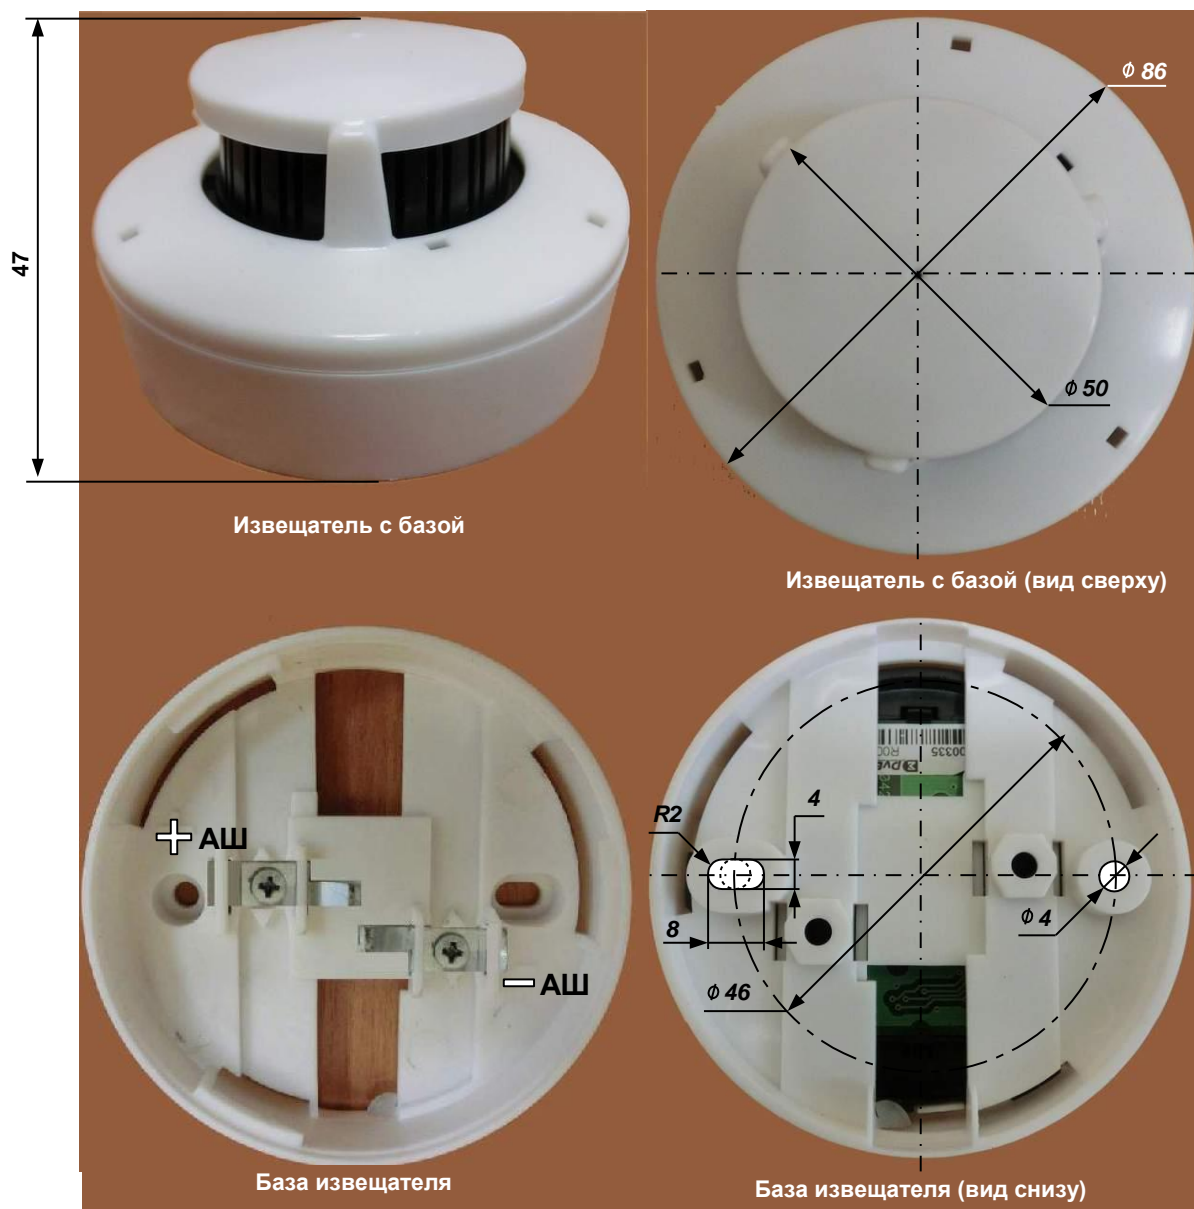 47
Извещатель с базой
ϕ 86
ϕ 50
Извещатель с базой (вид сверху)
+ АШ
− АШ
База извещателя
00335
R2
4
8
ϕ 4
ϕ 46
База извещателя (вид снизу)